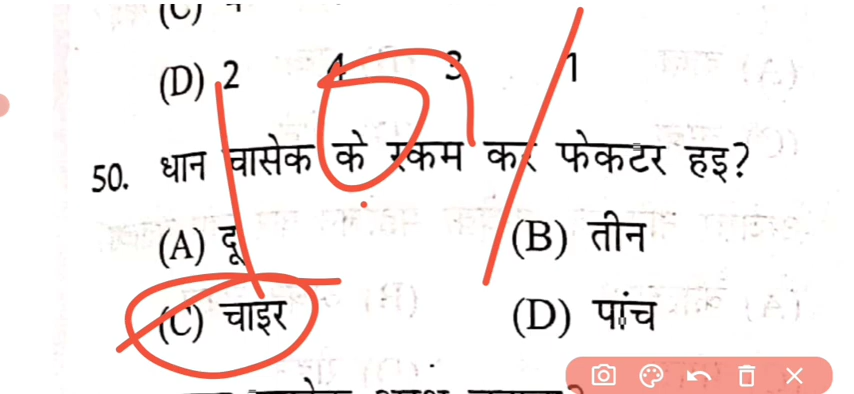 (D) 2 4 3 1
50. धान चासेक के रकम कर फेकटर हइ?
(A) दू (B) तीन
(C) चाइर (D) पांच